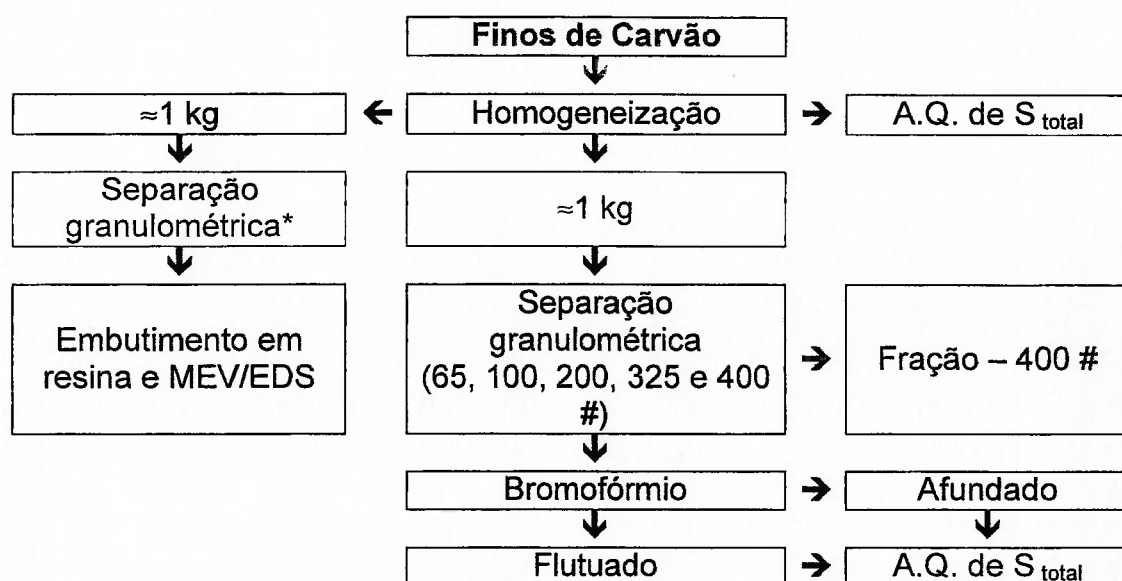 Finos de Carvão
≈1 kg
Homogeneização
A.Q. de S total
Separação
granulométrica*
≈1 kg
Embutimento em
resina e MEV/EDS
Separação
granulométrica
(65, 100, 200, 325 e 400
#)
Fração – 400 #
Bromofórmio
Afundado
Flutuado
A.Q. de S total